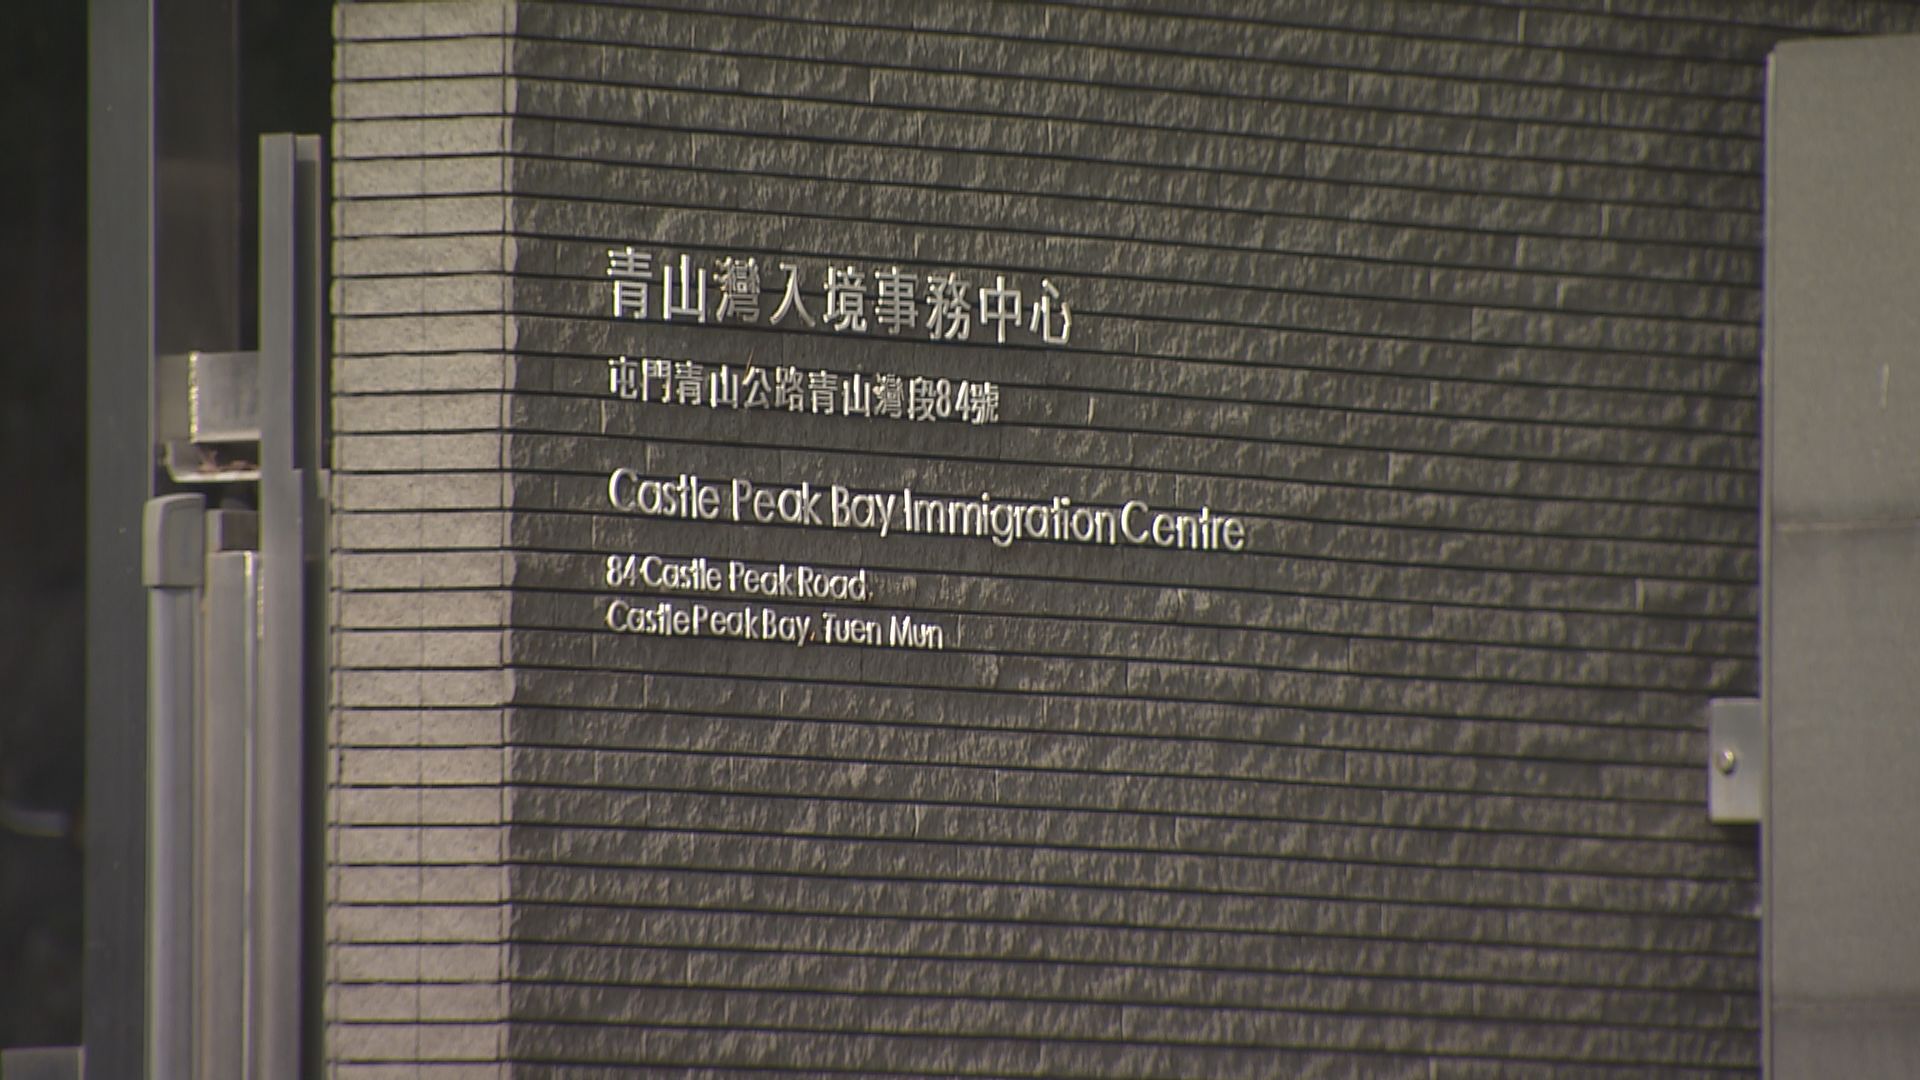 青山灣入境事務中心
屯門青山公路青山灣段84號
Castle Peak Bay Immigration Centre
84 Castle Peak Road,
Castle Peak Bay, Tuen Mun